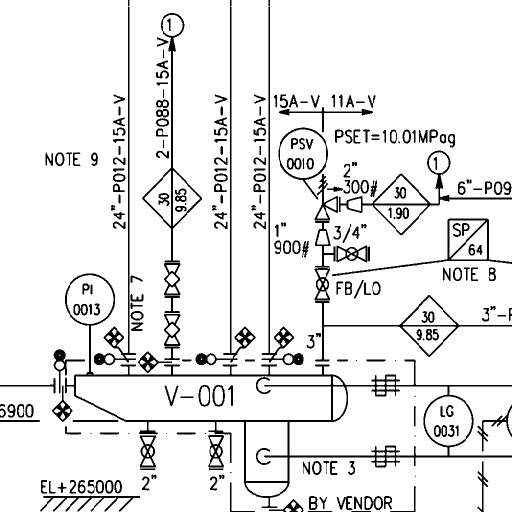 1
24"-P012-15A-V
2-P088-15A-V
24"-P012-15A-V
24"-P012-15A-V
15A-V 11A-V
PSV
0010
PSET=10.01MPag
NOTE 9
30
9.85
2"
300#
30
1.90
1
6"-P09
1"
900#
3/4"
SP
64
NOTE 8
FB/LO
PI
0013
NOTE 7
3"
30
9.85
3"-F
V-001
6900
LG
0031
2"
2"
NOTE 3
EL+265000
BY VENDOR